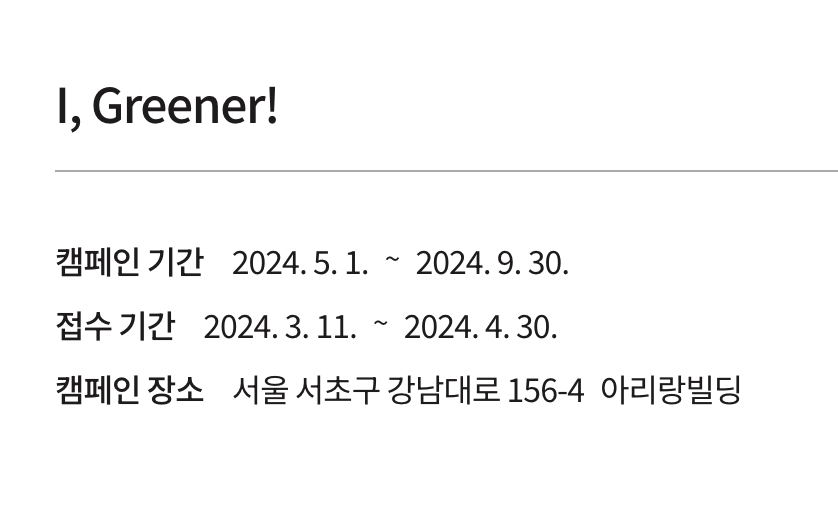 I, Greener!
캠페인 기간 2024. 5. 1. ~ 2024. 9. 30.
접수 기간 2024. 3. 11. ~ 2024. 4. 30.
캠페인 장소 서울 서초구 강남대로 156-4 아리랑빌딩